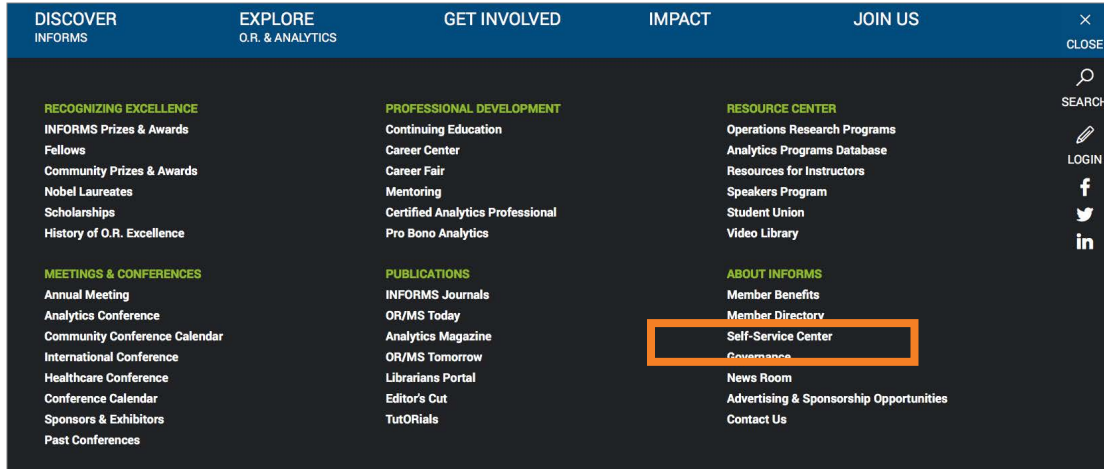 DISCOVER
INFORMS
EXPLORE
O.R. & ANALYTICS
GET INVOLVED
IMPACT
JOIN US
CLOSE
SEARCH
LOGIN
RECOGNIZING EXCELLENCE
INFORMS Prizes & Awards
Fellows
Community Prizes & Awards
Nobel Laureates
Scholarships
History of O.R. Excellence
PROFESSIONAL DEVELOPMENT
Continuing Education
Career Center
Career Fair
Mentoring
Certified Analytics Professional
Pro Bono Analytics
RESOURCE CENTER
Operations Research Programs
Analytics Programs Database
Resources for Instructors
Speakers Program
Student Union
Video Library
MEETINGS & CONFERENCES
Annual Meeting
Analytics Conference
Community Conference Calendar
International Conference
Healthcare Conference
Conference Calendar
Sponsors & Exhibitors
Past Conferences
PUBLICATIONS
INFORMS Journals
OR/MS Today
Analytics Magazine
OR/MS Tomorrow
Librarians Portal
Editor's Cut
TutORials
ABOUT INFORMS
Member Benefits
Member Directory
Self-Service Center
Governance
News Room
Advertising & Sponsorship Opportunities
Contact Us